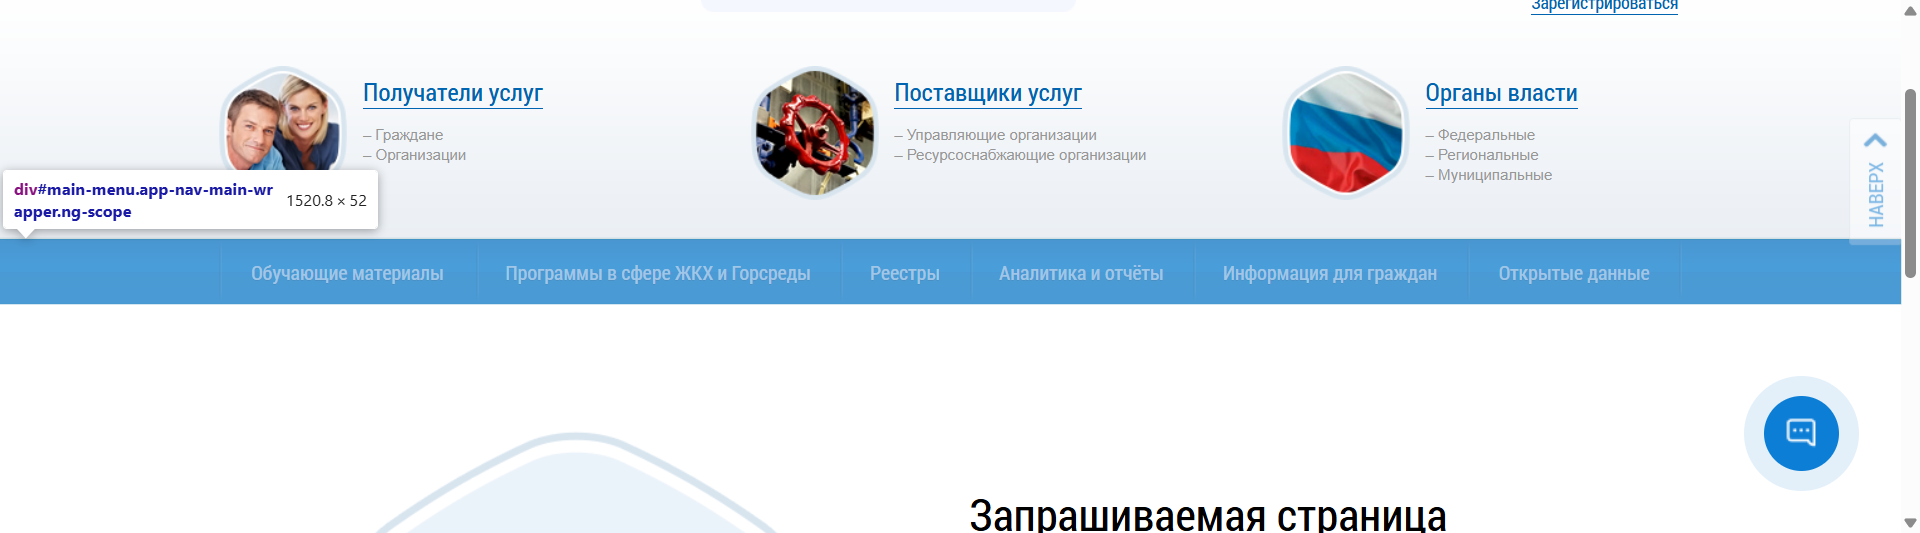 Зарегистрироваться
Получатели услуг
– Граждане
– Организации
Поставщики услуг
– Управляющие организации
– Ресурсоснабжающие организации
Органы власти
– Федеральные
– Региональные
– Муниципальные
НАВЕРХ
div#main-menu.app-nav-main-wr
apper.ng-scope
1520.8 × 52
Обучающие материалы
Программы в сфере ЖКХ и Горсреды
Реестры
Аналитика и отчёты
Информация для граждан
Открытые данные
Запрашиваемая страница